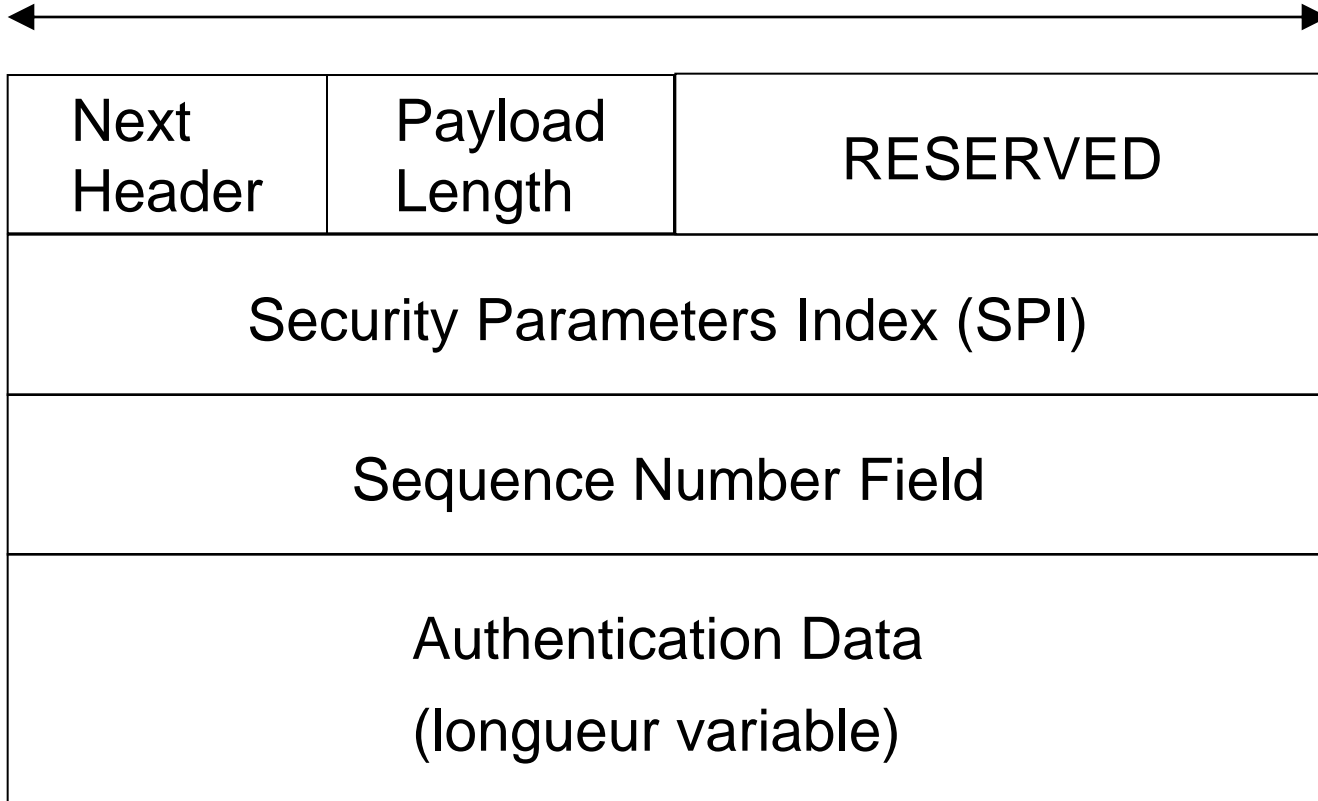 Next
Header
Payload
Length
RESERVED
Security Parameters Index (SPI)
Sequence Number Field
Authentication Data
(longueur variable)